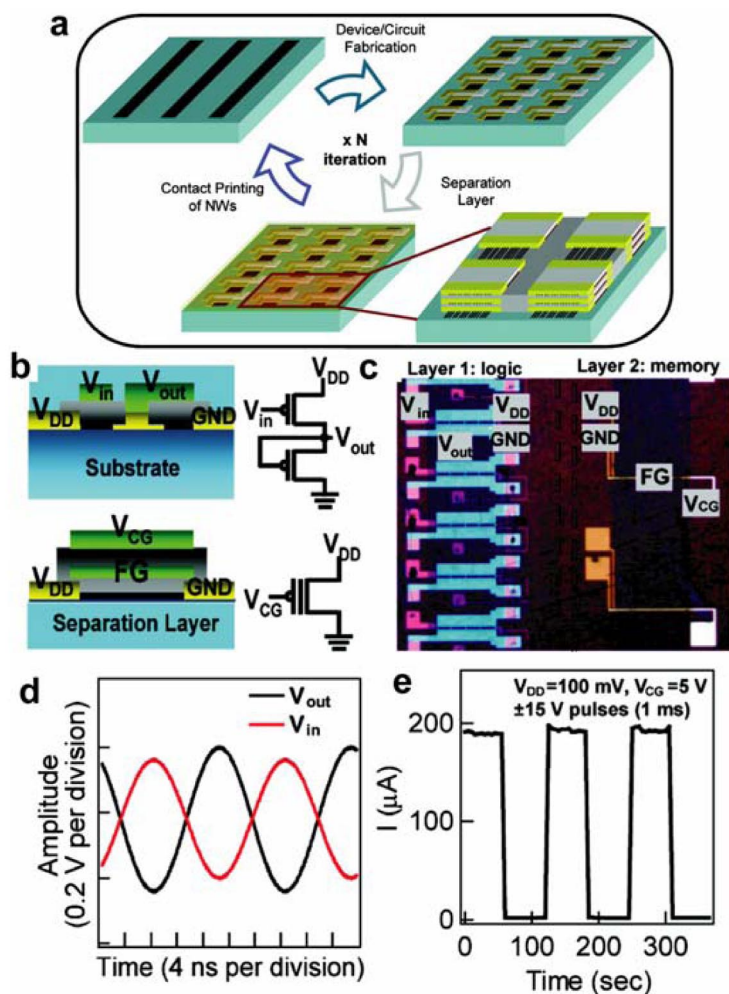 a
Device/Circuit
Fabrication
x N
iteration
Contact Printing
of NWs
Separation
Layer
b
V_in V_out
V_DD GND
Substrate
V_DD
V_in
V_out
V_CG
FG
V_DD GND
Separation Layer
V_DD
V_CG
c
Layer 1: logic Layer 2: memory
V_in V_DD V_DD
GND GND
V_out
FG
V_CG
d
V_out
V_in
Amplitude
(0.2 V per division)
Time (4 ns per division)
e
V_DD=100 mV, V_CG=5 V
±15 V pulses (1 ms)
200
100
0
I (μA)
0 100 200 300
Time (sec)